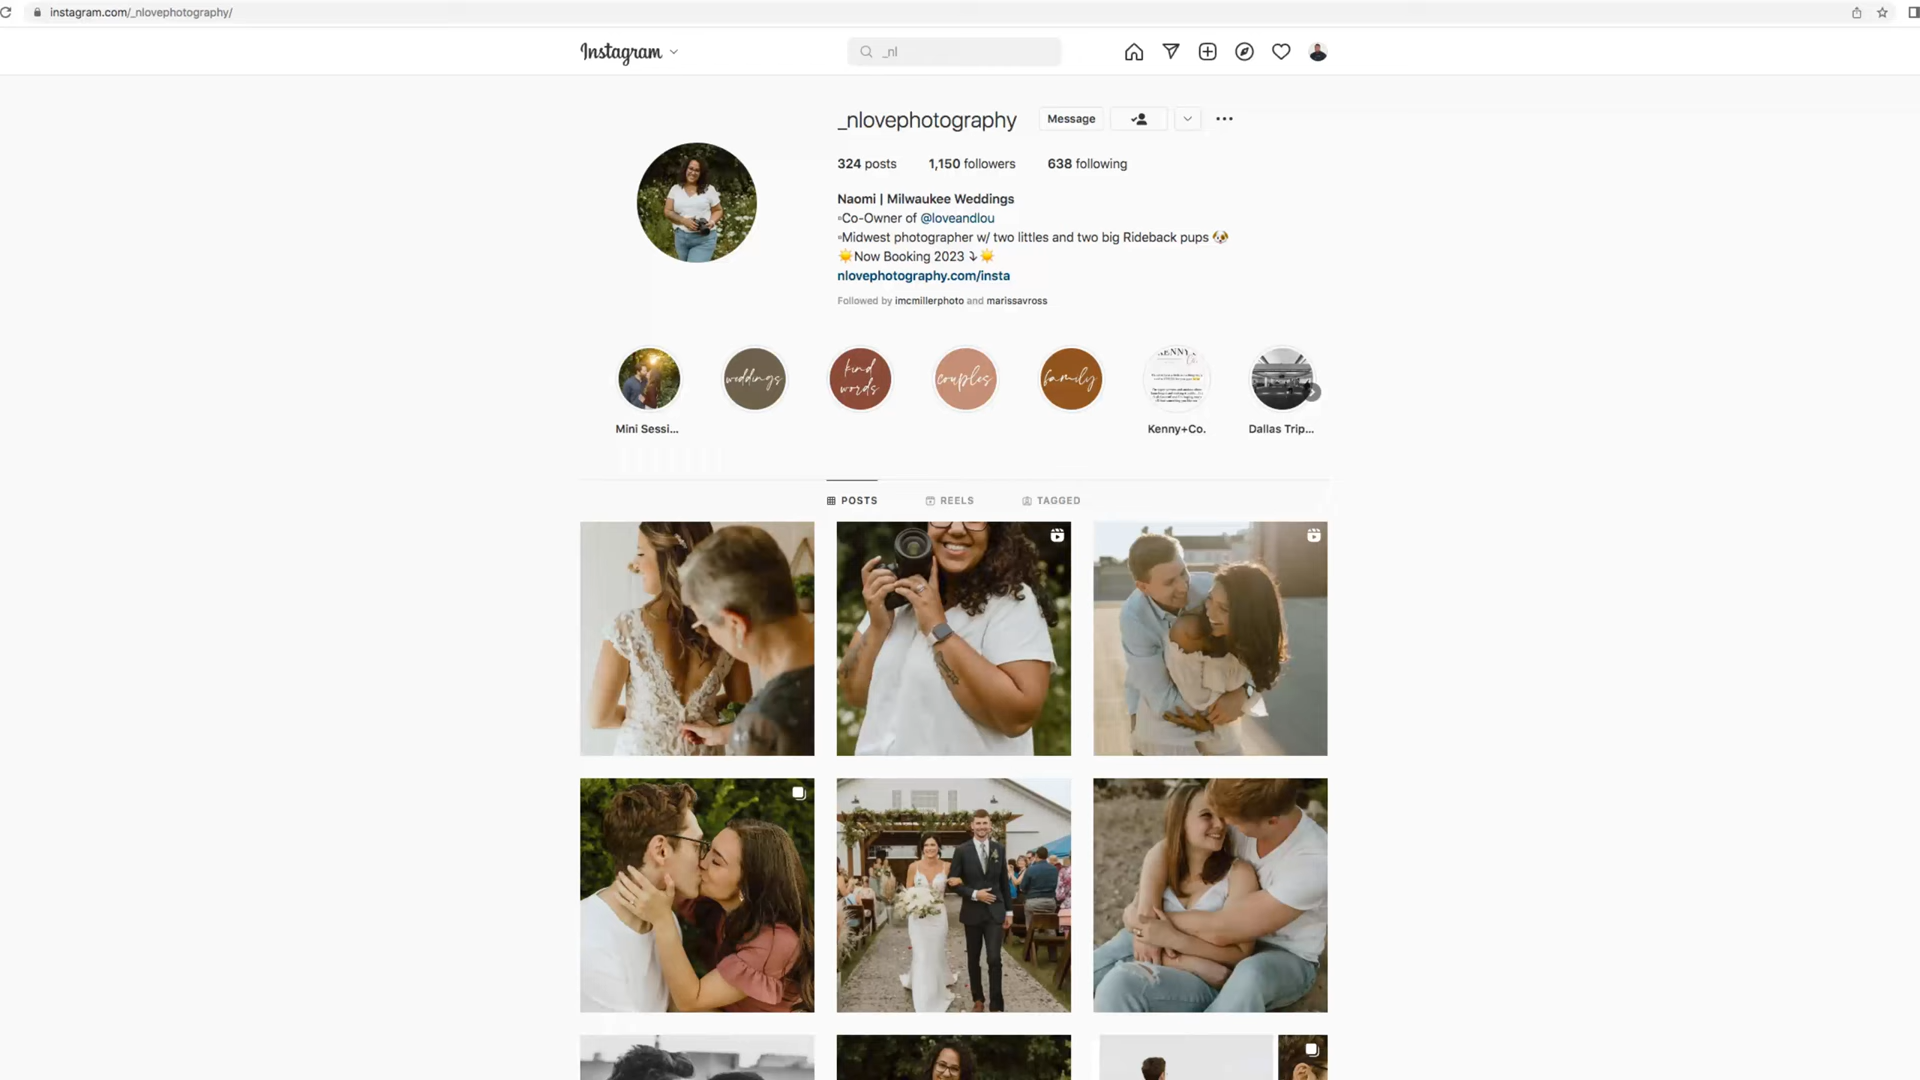 instagram.com/_nlovephotography/
Instagram
_nl
_nlovephotography
Message
324 posts 1,150 followers 638 following
Naomi | Milwaukee Weddings
▫Co-Owner of @loveandlou
▫Midwest photographer w/ two littles and two big Rideback pups 🐶
☀️Now Booking 2023 ⤵☀️
nlovephotography.com/insta
Followed by imcmillerphoto and marissavross
weddings
kind
words
couples
family
KENNY
Co.
Mini Sessi...
Kenny+Co.
Dallas Trip...
POSTS
REELS
TAGGED